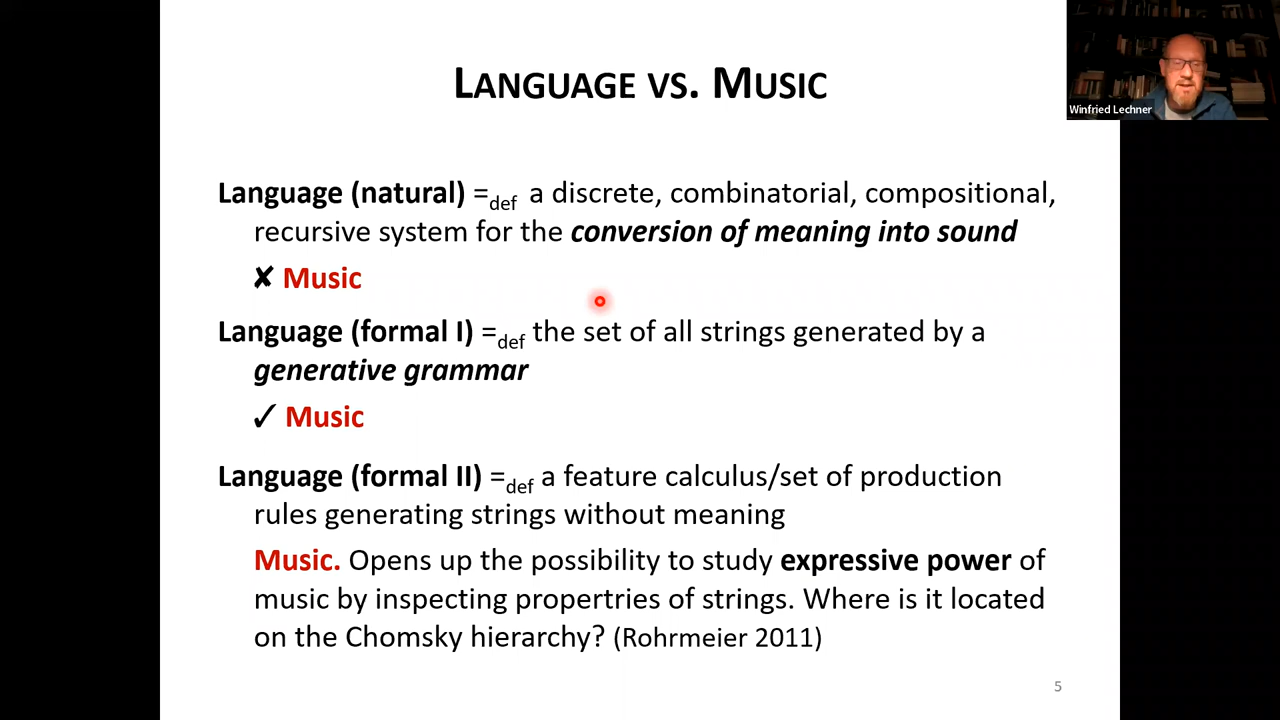 LANGUAGE VS. MUSIC
Winfried Lechner
Language (natural) =def a discrete, combinatorial, compositional,
recursive system for the conversion of meaning into sound
✘ Music
Language (formal I) =def the set of all strings generated by a
generative grammar
✓ Music
Language (formal II) =def a feature calculus/set of production
rules generating strings without meaning
Music. Opens up the possibility to study expressive power of
music by inspecting propertries of strings. Where is it located
on the Chomsky hierarchy? (Rohrmeier 2011)
5